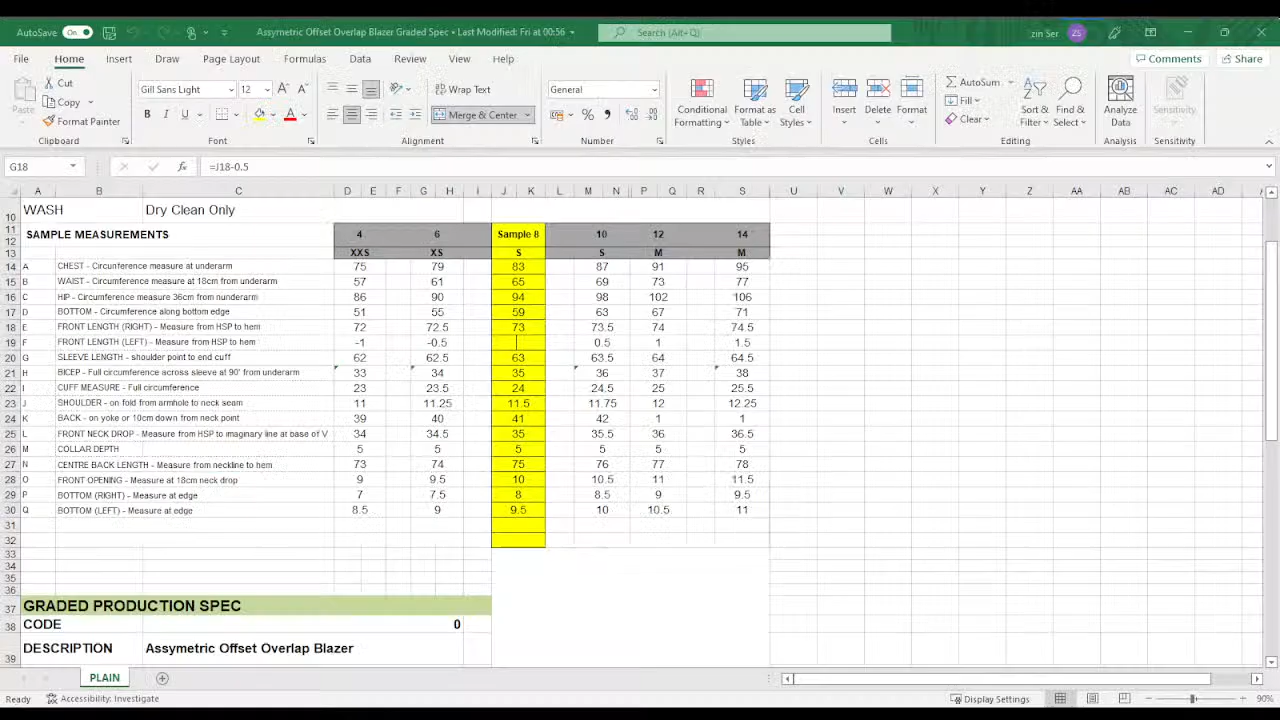 AutoSave On Assymetric Offset Overlap Blazer Graded Spec • Last Modified: Fri at 00:56 Search (Alt+Q) zin Ser ZS
File Home Insert Draw Page Layout Formulas Data Review View Help Comments Share
Paste Cut Copy Format Painter Clipboard
Gill Sans Light 12 A A B I U A Font
Wrap Text Merge & Center Alignment
General % , Number
Conditional Formatting Format as Table Cell Styles Styles
Insert Delete Format Cells
AutoSum Fill Clear Sort & Filter Find & Select Editing
Analyze Data Analysis
Sensitivity Sensitivity
G18 fx =J18-0.5
A B C D E F G H I J K L M N P Q R S U V W X Y Z AA AB AC AD
10 WASH Dry Clean Only
11 SAMPLE MEASUREMENTS 4 6 Sample 8 10 12 14
12
13 XXS XS S S M M
14 A CHEST - Circumference measure at underarm 75 79 83 87 91 95
15 B WAIST - Circumference measure at 18cm from underarm 57 61 65 69 73 77
16 C HIP - Circumference measure 36cm from nunderarm 86 90 94 98 102 106
17 D BOTTOM - Circumference along bottom edge 51 55 59 63 67 71
18 E FRONT LENGTH (RIGHT) - Measure from HSP to hem 72 72.5 73 73.5 74 74.5
19 F FRONT LENGTH (LEFT) - Measure from HSP to hem -1 -0.5 0.5 1 1.5
20 G SLEEVE LENGTH - shoulder point to end cuff 62 62.5 63 63.5 64 64.5
21 H BICEP - Full circumference across sleeve at 90' from underarm 33 34 35 36 37 38
22 I CUFF MEASURE - Full circumference 23 23.5 24 24.5 25 25.5
23 J SHOULDER - on fold from armhole to neck seam 11 11.25 11.5 11.75 12 12.25
24 K BACK - on yoke or 10cm down from neck point 39 40 41 42 1 1
25 L FRONT NECK DROP - Measure from HSP to maginary line at base of V 34 34.5 35 35.5 36 36.5
26 M COLLAR DEPTH 5 5 5 5 5 5
27 N CENTRE BACK LENGTH - Measure from neckline to hem 73 74 75 76 77 78
28 O FRONT OPENING - Measure at 18cm neck drop 9 9.5 10 10.5 11 11.5
29 P BOTTOM (RIGHT) - Measure at edge 7 7.5 8 8.5 9 9.5
30 Q BOTTOM (LEFT) - Measure at edge 8.5 9 9.5 10 10.5 11
31
32
33
34
35
36
37 GRADED PRODUCTION SPEC
38 CODE 0
39 DESCRIPTION Assymetric Offset Overlap Blazer
PLAIN
Ready Accessibility: Investigate Display Settings 90%